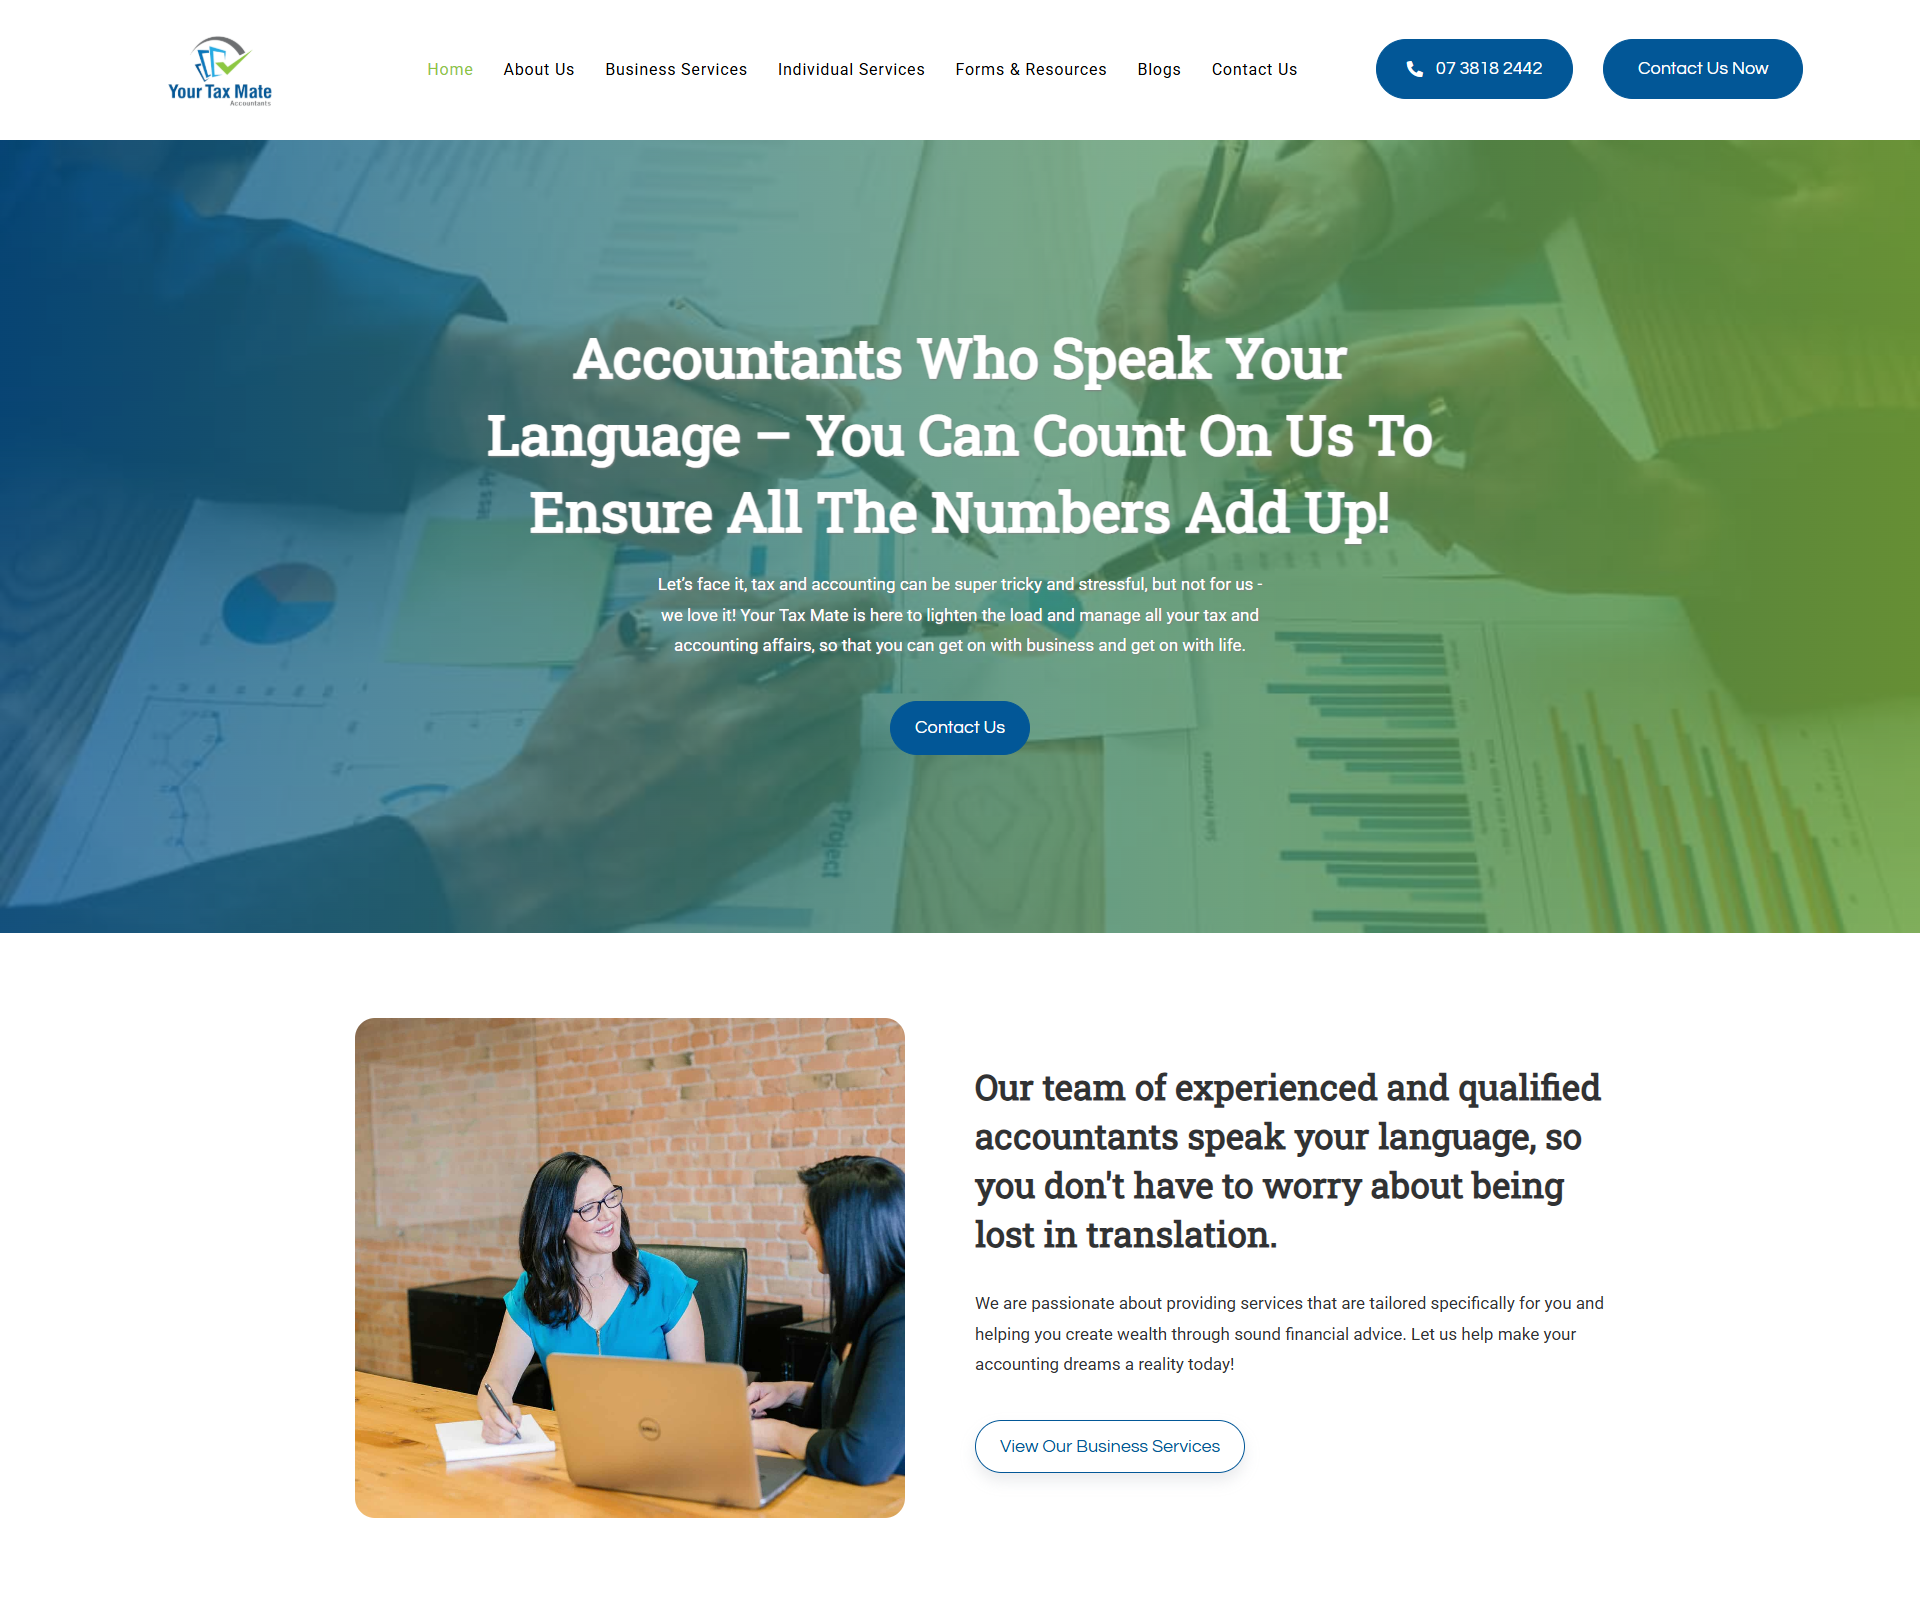 Your Tax Mate
Accountants
Home
About Us
Business Services
Individual Services
Forms & Resources
Blogs
Contact Us
07 3818 2442
Contact Us Now
Accountants Who Speak Your
Language – You Can Count On Us To
Ensure All The Numbers Add Up!
Let’s face it, tax and accounting can be super tricky and stressful, but not for us -
we love it! Your Tax Mate is here to lighten the load and manage all your tax and
accounting affairs, so that you can get on with business and get on with life.
Contact Us
Project
Our team of experienced and qualified
accountants speak your language, so
you don't have to worry about being
lost in translation.
We are passionate about providing services that are tailored specifically for you and
helping you create wealth through sound financial advice. Let us help make your
accounting dreams a reality today!
View Our Business Services